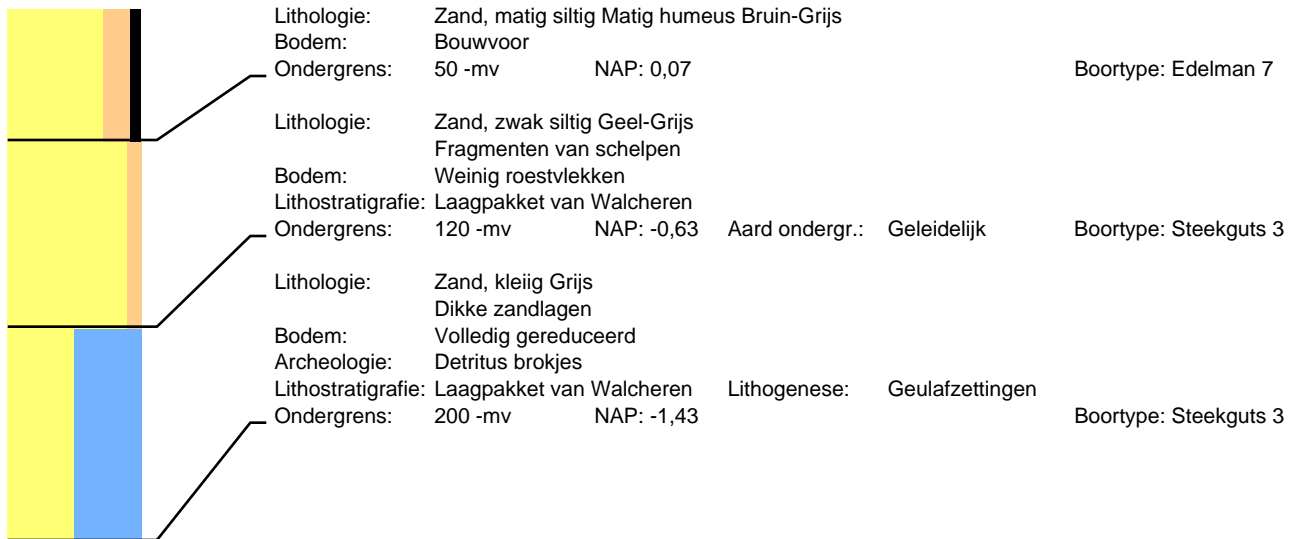 Lithologie: Zand, matig siltig Matig humeus Bruin-Grijs
Bodem: Bouwvoor
Ondergrens: 50 -mv NAP: 0,07 Boortype: Edelman 7
Lithologie: Zand, zwak siltig Geel-Grijs
Fragmenten van schelpen
Bodem: Weinig roestvlekken
Lithostratigrafie: Laagpakket van Walcheren
Ondergrens: 120 -mv NAP: -0,63 Aard ondergr.: Geleidelijk Boortype: Steekguts 3
Lithologie: Zand, kleiig Grijs
Dikke zandlagen
Bodem: Volledig gereduceerd
Archeologie: Detritus brokjes
Lithostratigrafie: Laagpakket van Walcheren Lithogenese: Geulafzettingen
Ondergrens: 200 -mv NAP: -1,43 Boortype: Steekguts 3